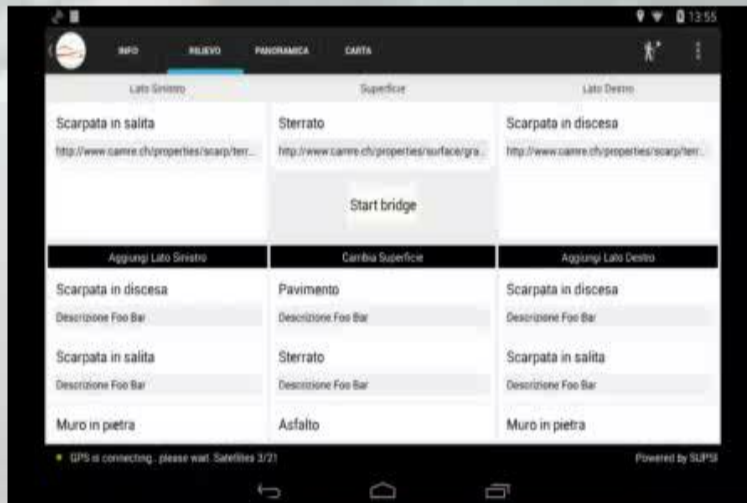 13:55
INFO RILIEVO PANORAMICA CARTA
Lato Sinistro Superficie Lato Destro
Scarpata in salita Sterrato Scarpata in discesa
http://www.camre.ch/properties/scarp/terr... http://www.camre.ch/properties/surface/gra... http://www.camre.ch/properties/scarp/terr...
Start bridge
Aggiungi Lato Sinistro Cambia Superficie Aggiungi Lato Destro
Scarpata in discesa Pavimento Scarpata in discesa
Descrizione Foo Bar Descrizione Foo Bar Descrizione Foo Bar
Scarpata in salita Sterrato Scarpata in salita
Descrizione Foo Bar Descrizione Foo Bar Descrizione Foo Bar
Muro in pietra Asfalto Muro in pietra
GPS is connecting.. please wait. Satellites 3/21 Powered by SUPSI